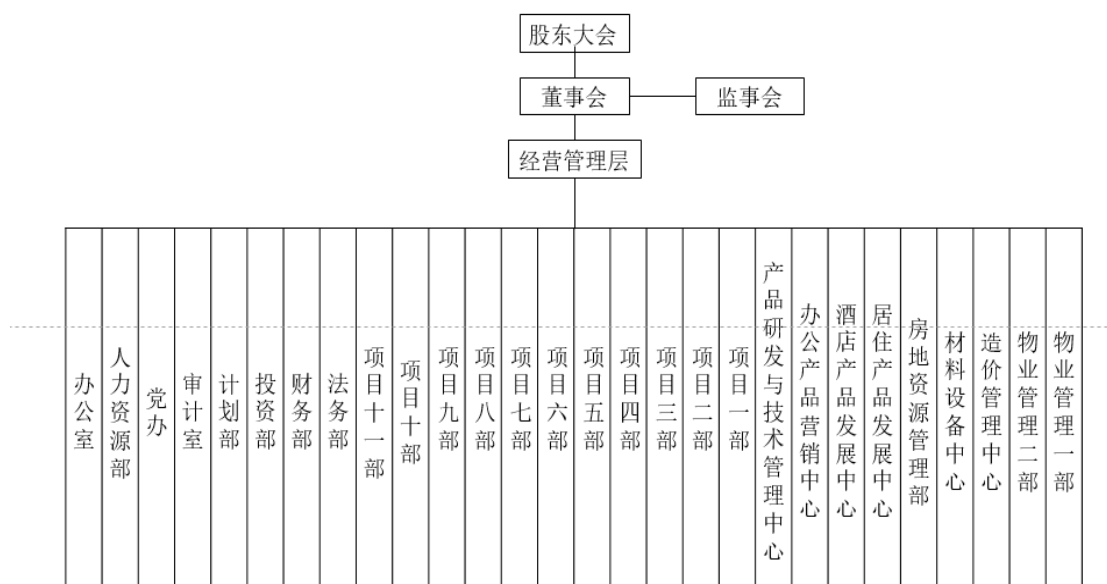 股东大会
董事会
监事会
经营管理层
办公室
人力资源部
党办
审计室
计划部
投资部
财务部
法务部
项目十一部
项目十部
项目九部
项目八部
项目七部
项目六部
项目五部
项目四部
项目三部
项目二部
项目一部
产品研发与技术管理中心
办公产品营销中心
酒店产品发展中心
居住产品发展中心
房地资源管理部
材料设备中心
造价管理中心
物业管理二部
物业管理一部